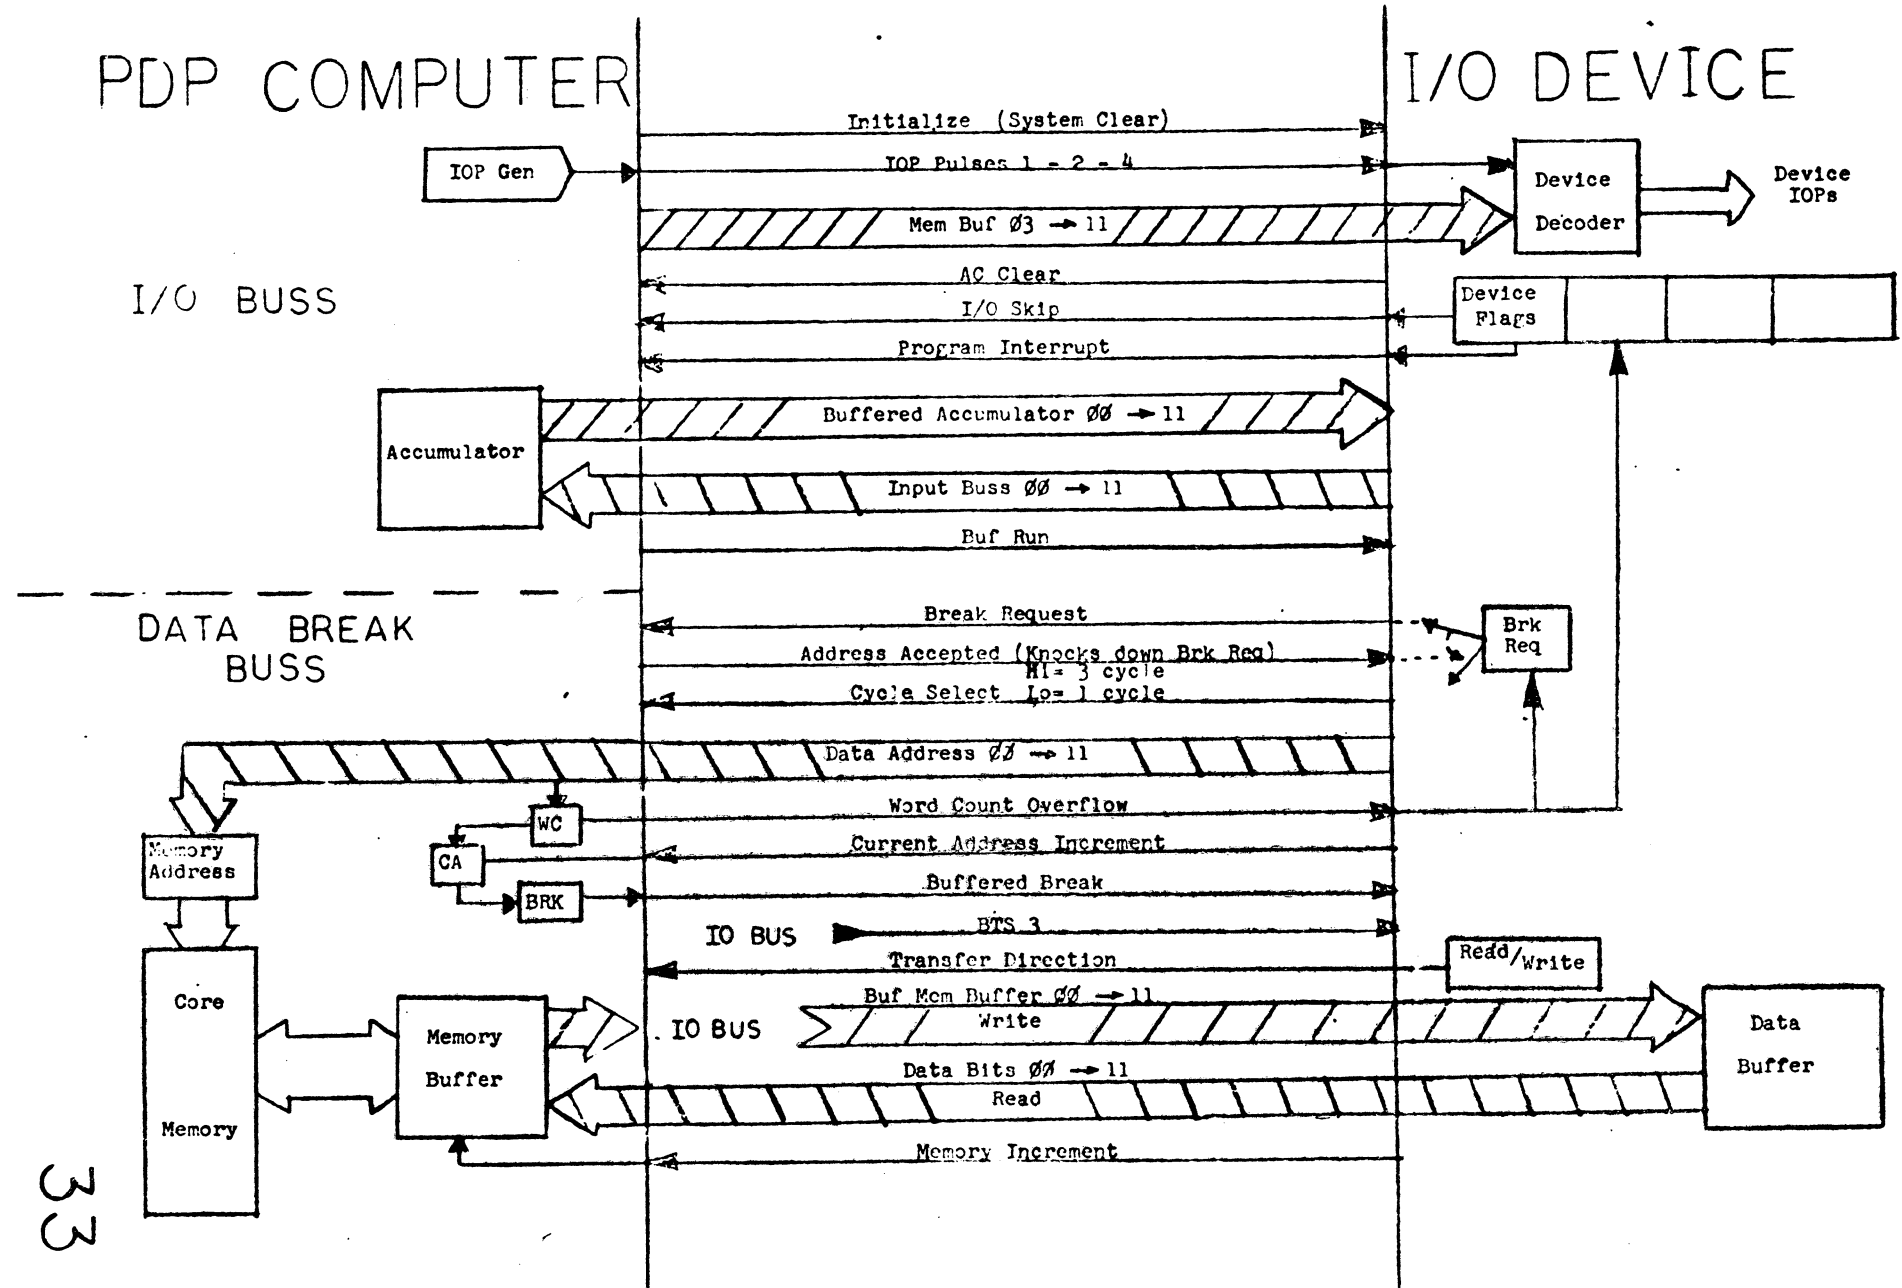 PDP COMPUTER
I/O DEVICE
Initialize (System Clear)
IOP Gen
IOP Pulses 1 - 2 - 4
Device
Decoder
Device
IOPs
Mem Buf Ø3 → 11
I/O BUSS
AC Clear
I/O Skip
Device
Flags
Program Interrupt
Accumulator
Buffered Accumulator ØØ → 11
Input Buss ØØ → 11
Buf Run
DATA BREAK
BUSS
Break Request
Brk
Req
Address Accepted (Knocks down Brk Req)
HI= 3 cycle
Cycle Select Lo= 1 cycle
Data Address ØØ → 11
WC
Word Count Overflow
Memory
Address
CA
Current Address Increment
BRK
Buffered Break
IO BUS
BTS 3
Transfer Direction
Read/Write
Core
Memory
Memory
Buffer
IO BUS
Buf Mem Buffer ØØ → 11
Write
Data
Buffer
Data Bits ØØ → 11
Read
Memory Increment
33